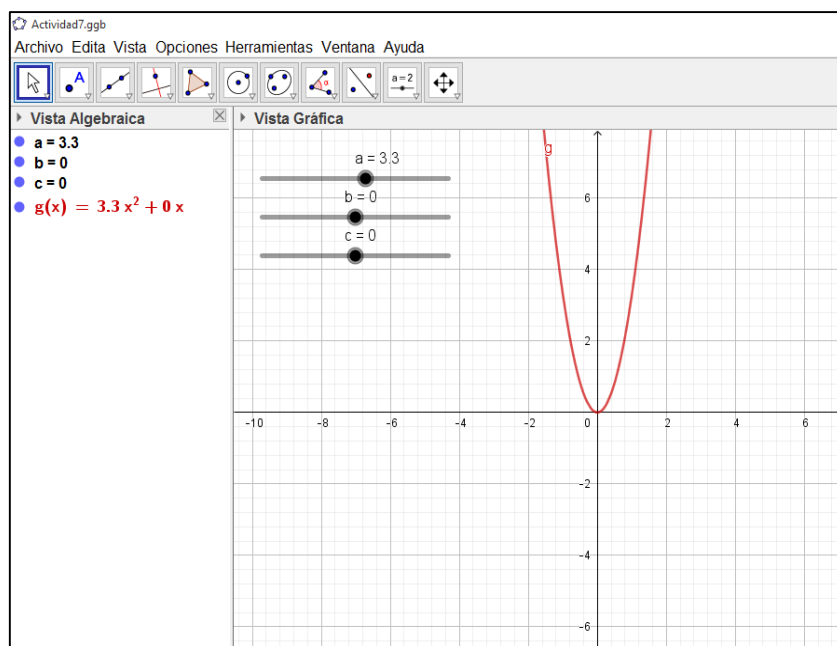 Actividad7.ggb
Archivo Edita Vista Opciones Herramientas Ventana Ayuda
A
α
a=2
Vista Algebraica
Vista Gráfica
a = 3.3
b = 0
c = 0
g(x) = 3.3 x² + 0 x
a = 3.3
b = 0
c = 0
g
6
4
2
-10 -8 -6 -4 -2 0 2 4 6
-2
-4
-6